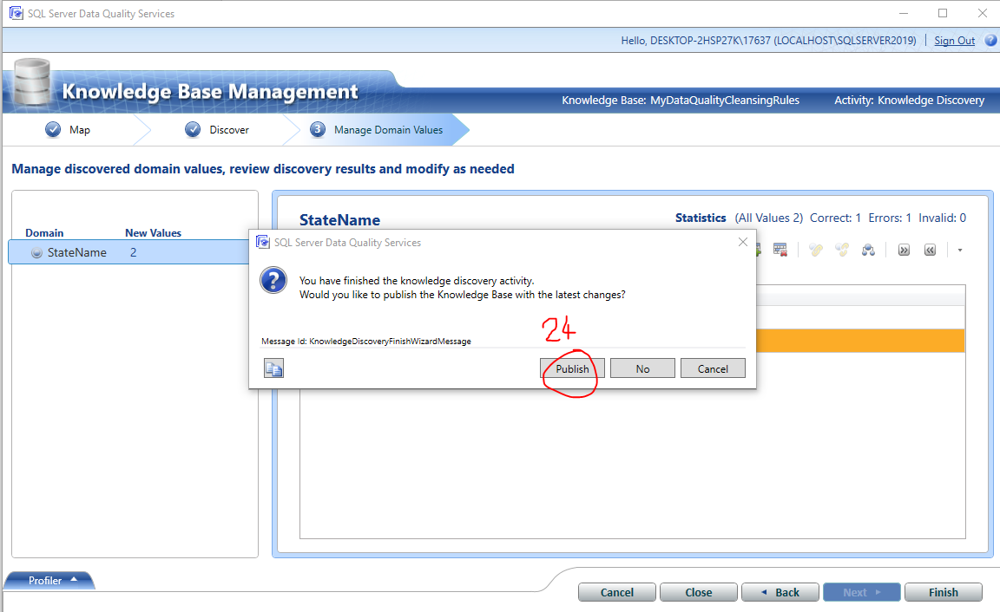 SQL Server Data Quality Services
Hello, DESKTOP-2HSP27K\17637 (LOCALHOST\SQLSERVER2019) Sign Out ?
Knowledge Base Management
Knowledge Base: MyDataQualityCleansingRules Activity: Knowledge Discovery
Map Discover 3 Manage Domain Values
Manage discovered domain values, review discovery results and modify as needed
StateName Statistics (All Values 2) Correct: 1 Errors: 1 Invalid: 0
Domain New Values
StateName 2
SQL Server Data Quality Services
You have finished the knowledge discovery activity.
Would you like to publish the Knowledge Base with the latest changes?
24
Message Id: KnowledgeDiscoveryFinishWizardMessage
Publish No Cancel
Profiler
Cancel Close Back Next Finish